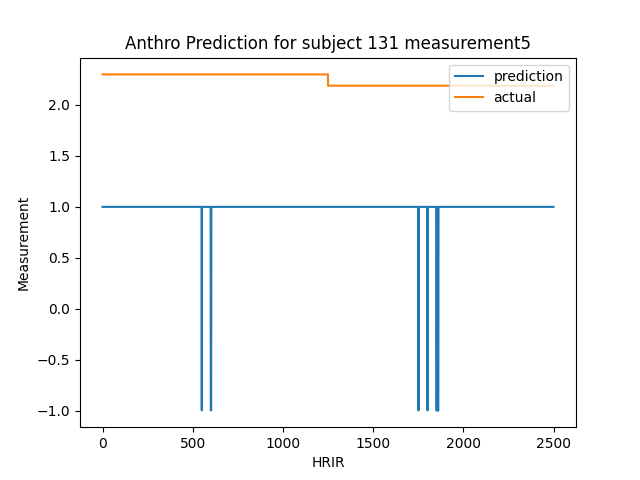 Anthro Prediction for subject 131 measurement5
prediction
actual
2.0
1.5
1.0
0.5
0.0
−0.5
−1.0
Measurement
0
500
1000
1500
2000
2500
HRIR